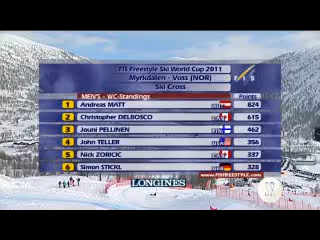 FIS Freestyle Ski World Cup 2011
Myrkdalen - Voss (NOR)
Ski Cross
FIS
MEN'S - WC-Standings Points
1 Andreas MATT 824
2 Christopher DELBOSCO 615
3 Jouni PELLINEN 462
4 John TELLER 356
5 Nick ZORICIC 337
6 Simon STICKL 328
LONGINES
www.FISFREESTYLE.COM